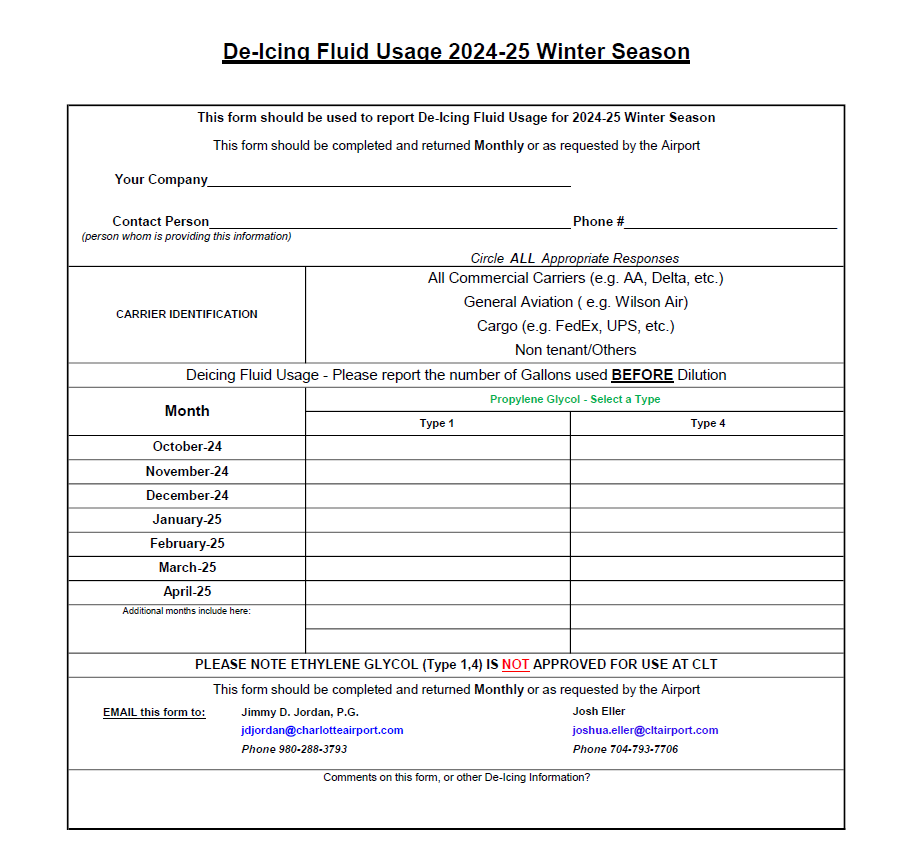 De-Icing Fluid Usage 2024-25 Winter Season
This form should be used to report De-Icing Fluid Usage for 2024-25 Winter Season
This form should be completed and returned Monthly or as requested by the Airport
Your Company
Contact Person Phone #
(person whom is providing this information)
Circle ALL Appropriate Responses
CARRIER IDENTIFICATION
All Commercial Carriers (e.g. AA, Delta, etc.)
General Aviation ( e.g. Wilson Air)
Cargo (e.g. FedEx, UPS, etc.)
Non tenant/Others
Deicing Fluid Usage - Please report the number of Gallons used BEFORE Dilution
Month
Propylene Glycol - Select a Type
Type 1 Type 4
October-24
November-24
December-24
January-25
February-25
March-25
April-25
Additional months include here:
PLEASE NOTE ETHYLENE GLYCOL (Type 1,4) IS NOT APPROVED FOR USE AT CLT
This form should be completed and returned Monthly or as requested by the Airport
EMAIL this form to: Jimmy D. Jordan, P.G. Josh Eller
jdjordan@charlotteairport.com joshua.eller@cltairport.com
Phone 980-288-3793 Phone 704-793-7706
Comments on this form, or other De-Icing Information?